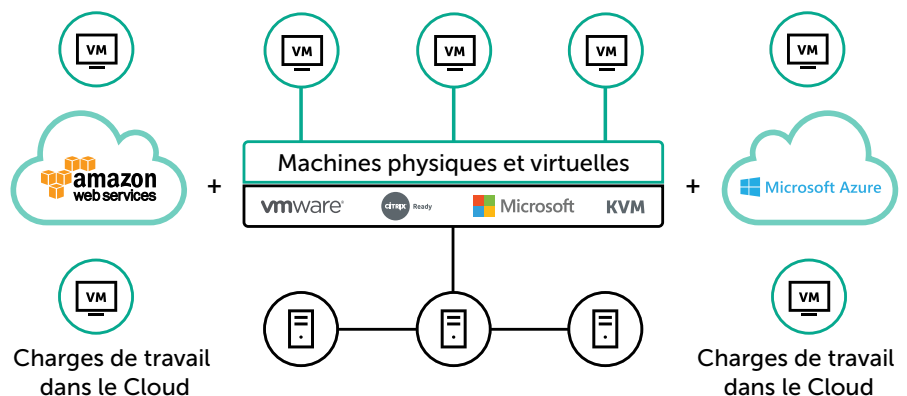 VM
VM
VM
VM
VM
amazon
web services
+
Machines physiques et virtuelles
+
Microsoft Azure
vmware®
CITRIX Ready
Microsoft
KVM
VM
VM
Charges de travail
dans le Cloud
Charges de travail
dans le Cloud